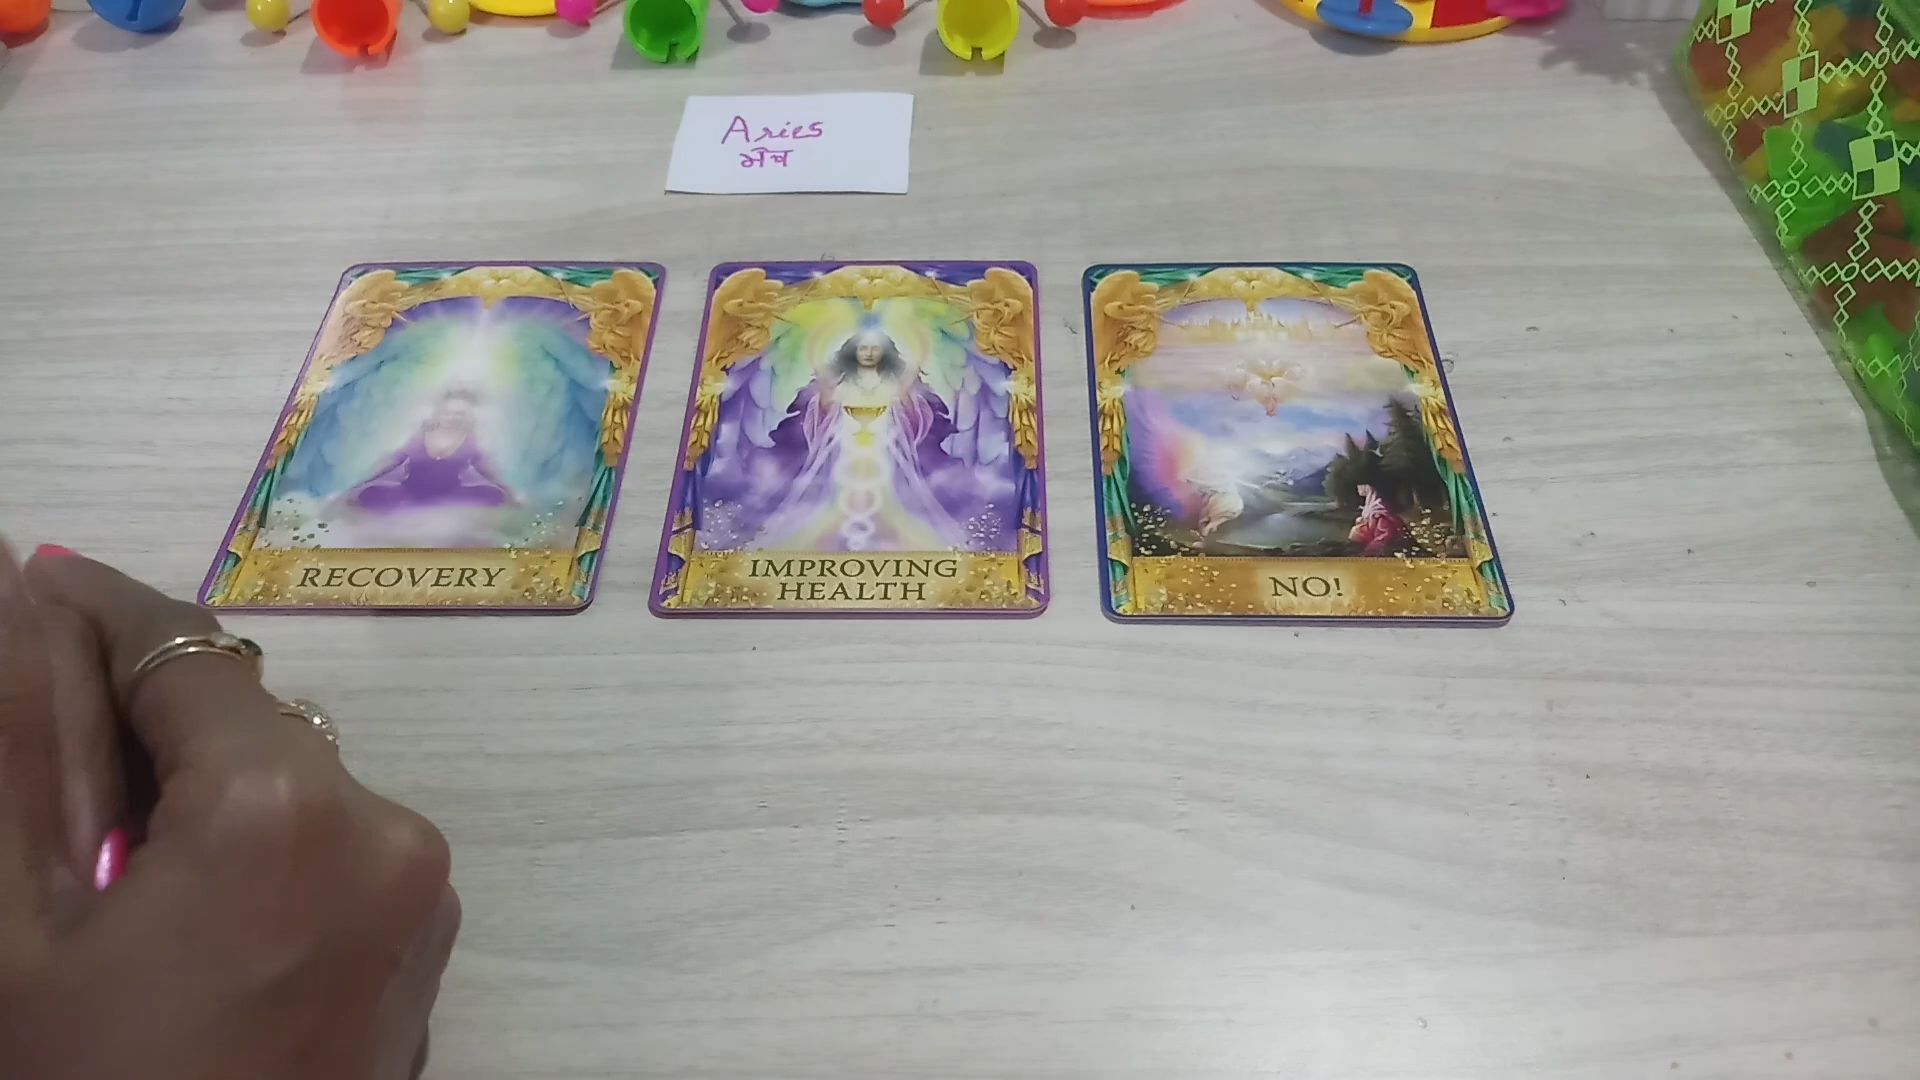 Aries
मेष
RECOVERY
IMPROVING
HEALTH
NO!